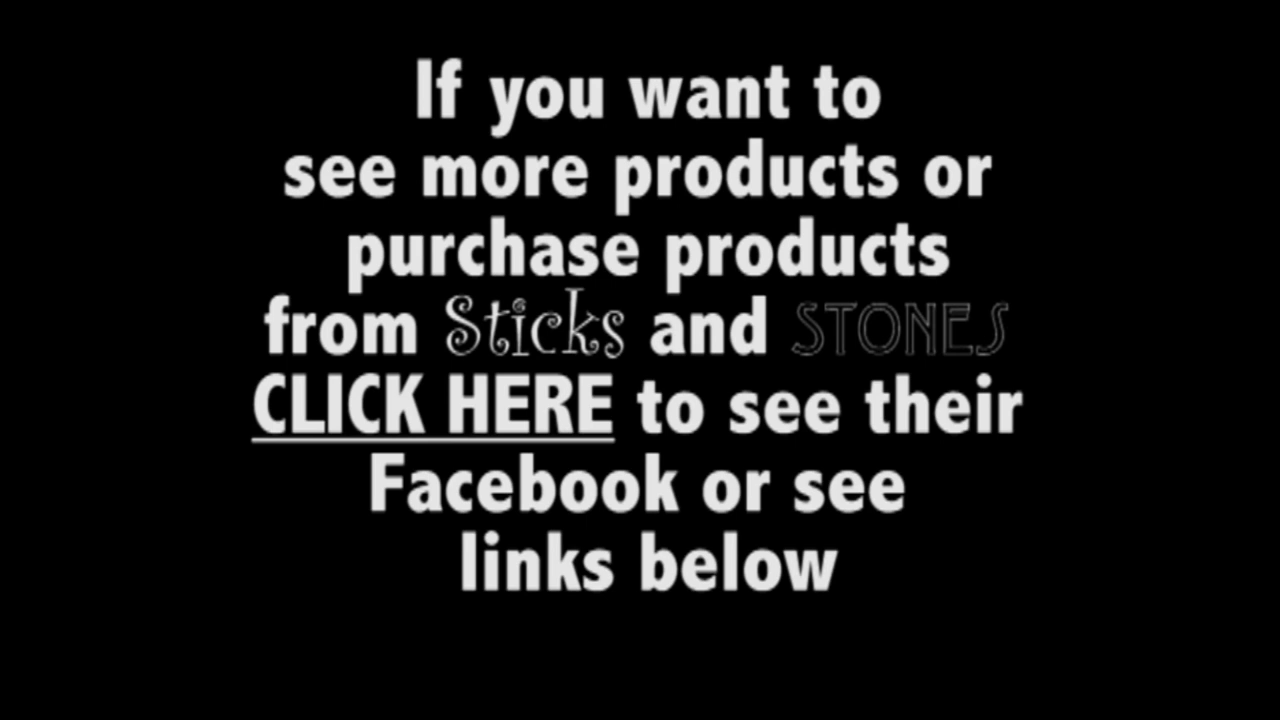 If you want to
see more products or
purchase products
from Sticks and STONES
CLICK HERE to see their
Facebook or see
links below